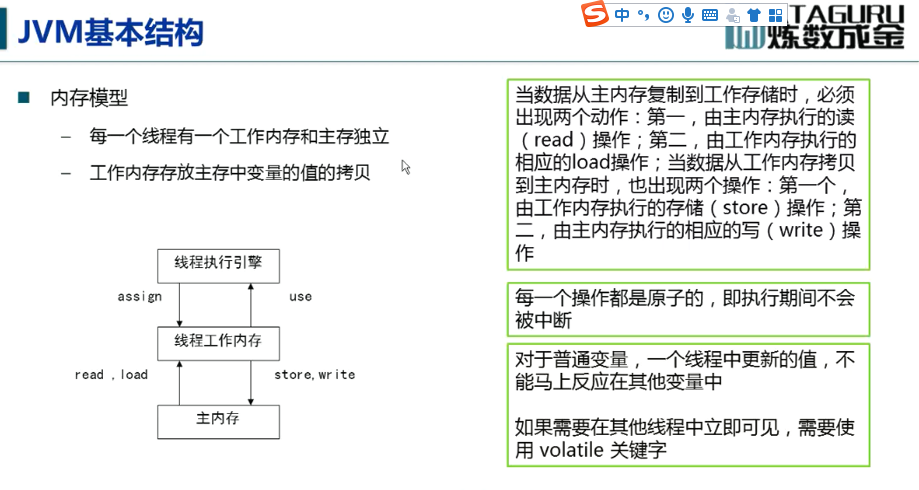 JVM基本结构
中
TAGURU
炼数成金
内存模型
– 每一个线程有一个工作内存和主存独立
– 工作内存存放主存中变量的值的拷贝
线程执行引擎
assign
use
线程工作内存
read ,load
store,write
主内存
当数据从主内存复制到工作存储时，必须
出现两个动作：第一，由主内存执行的读
（read）操作；第二，由工作内存执行的
相应的load操作；当数据从工作内存拷贝
到主内存时，也出现两个操作：第一个，
由工作内存执行的存储（store）操作；第
二，由主内存执行的相应的写（write）操
作
每一个操作都是原子的，即执行期间不会
被中断
对于普通变量，一个线程中更新的值，不
能马上反应在其他变量中
如果需要在其他线程中立即可见，需要使
用 volatile 关键字